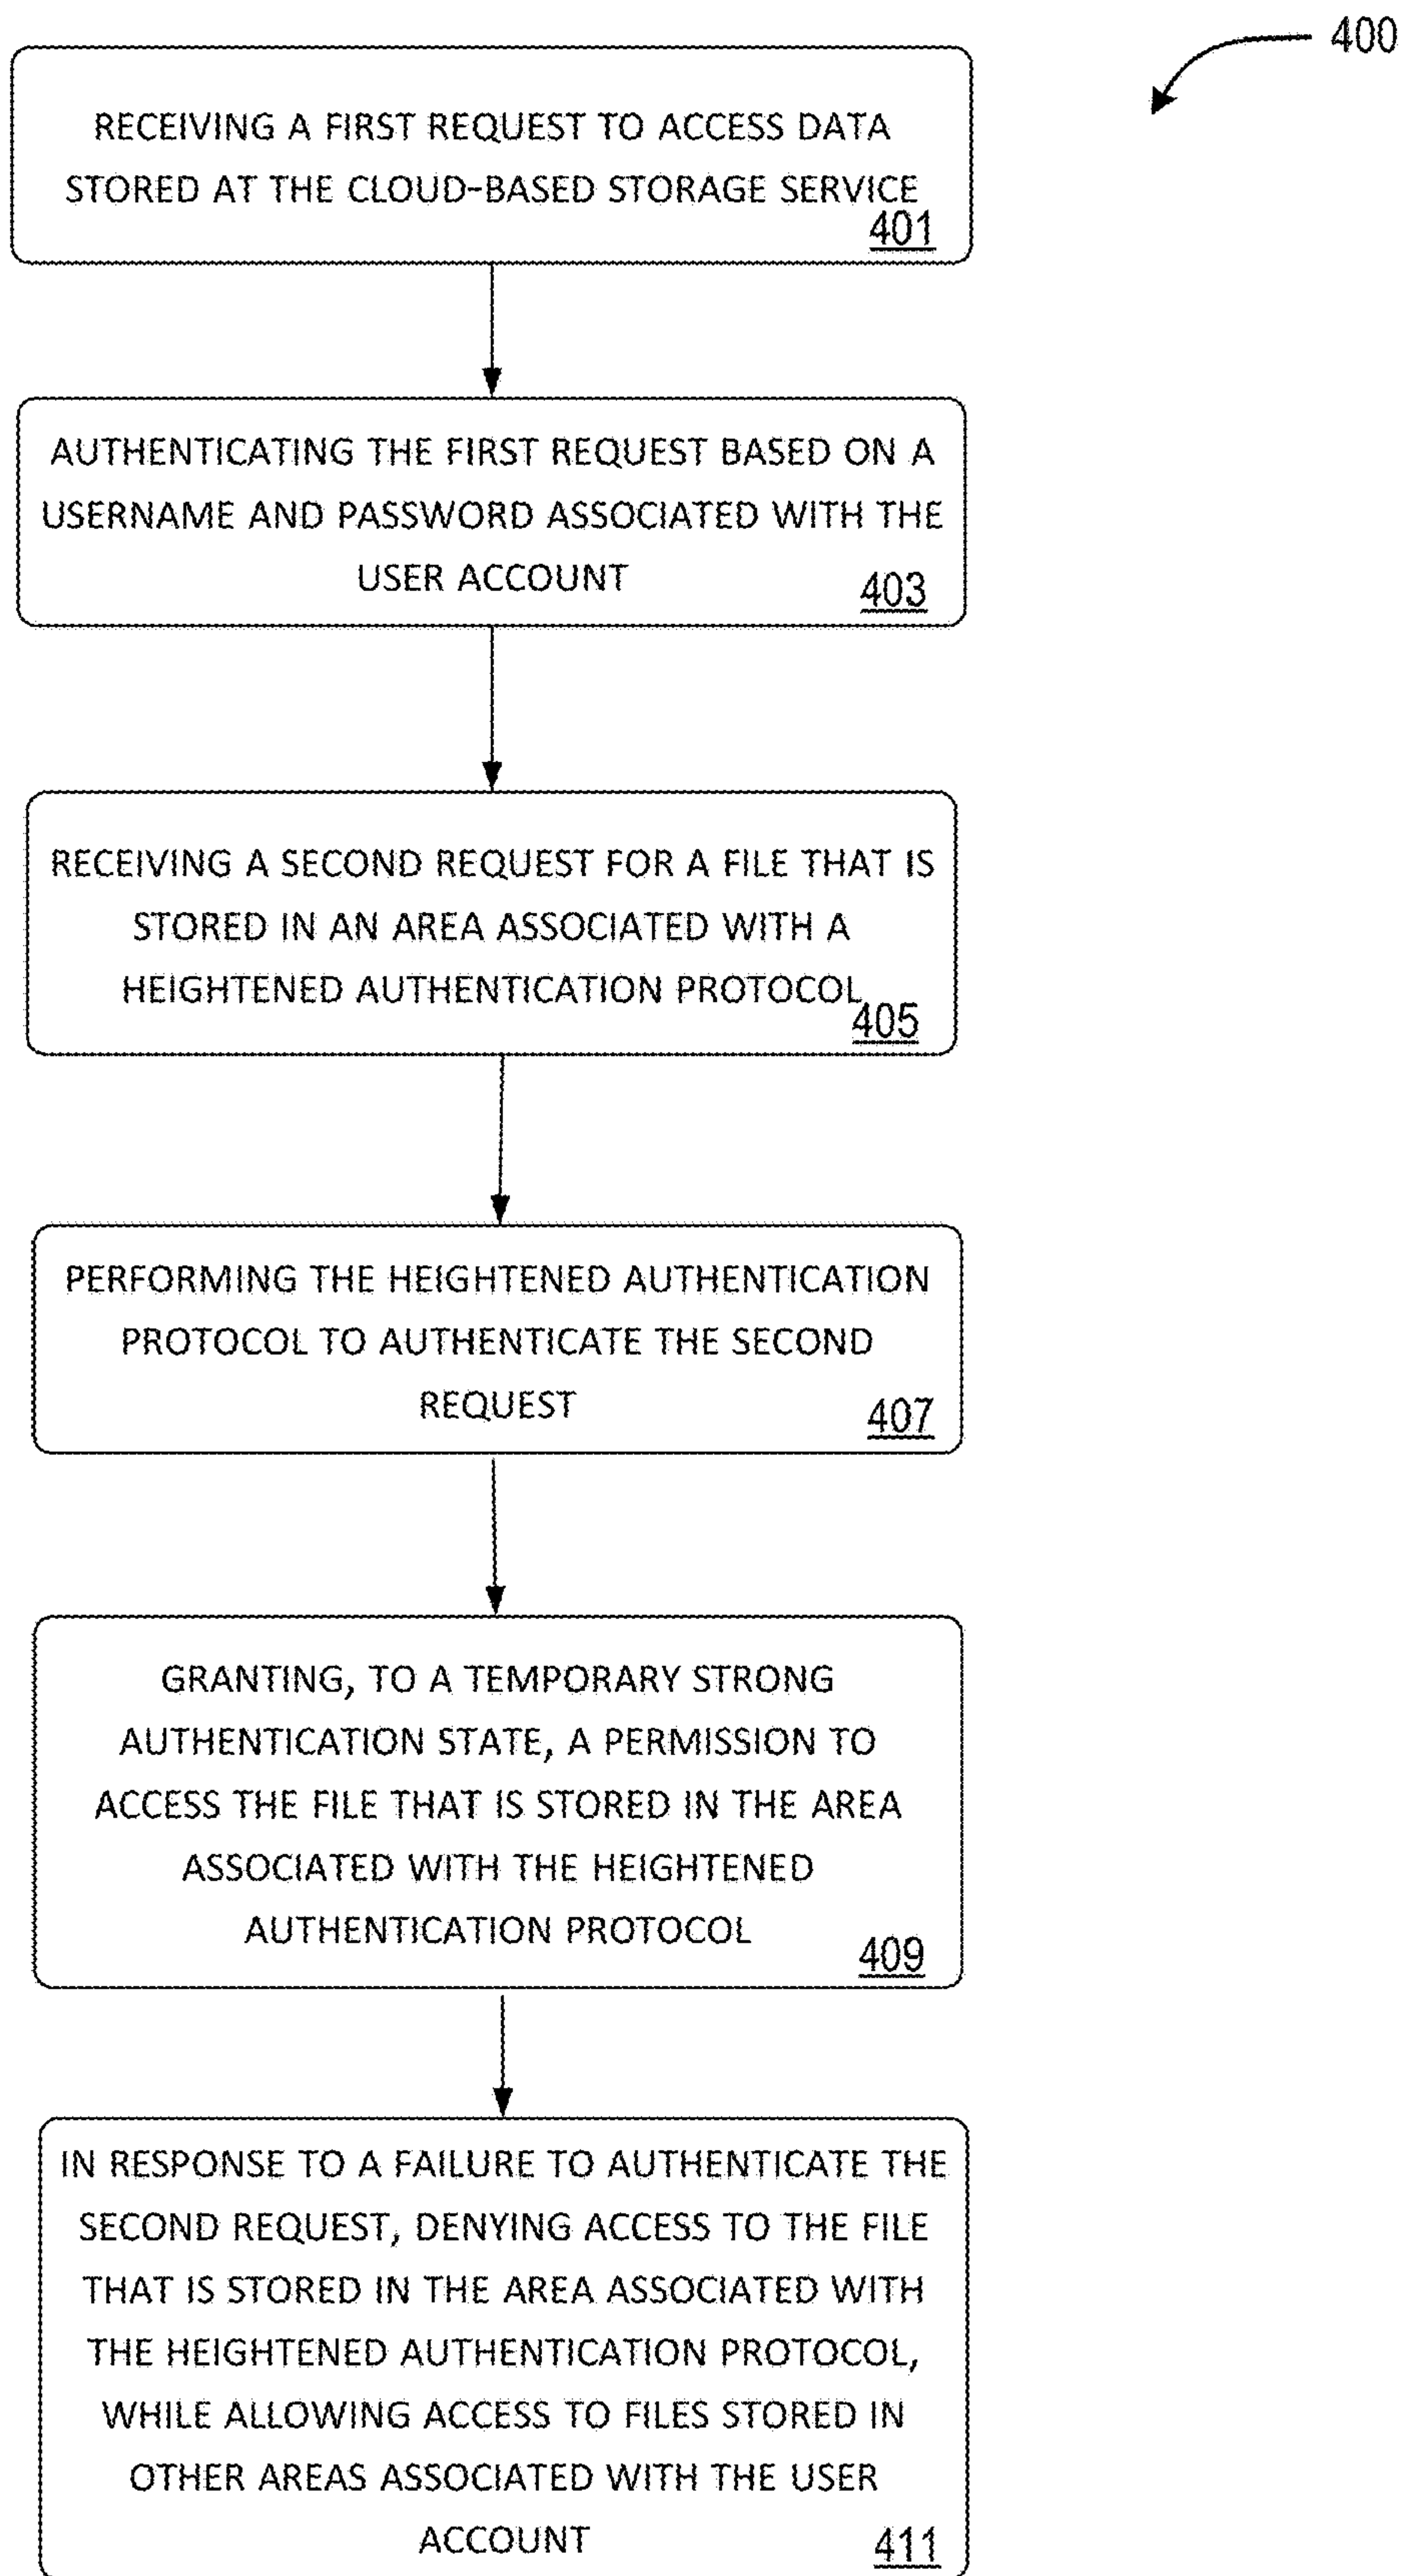 400
RECEIVING A FIRST REQUEST TO ACCESS DATA
STORED AT THE CLOUD-BASED STORAGE SERVICE
401
AUTHENTICATING THE FIRST REQUEST BASED ON A
USERNAME AND PASSWORD ASSOCIATED WITH THE
USER ACCOUNT
403
RECEIVING A SECOND REQUEST FOR A FILE THAT IS
STORED IN AN AREA ASSOCIATED WITH A
HEIGHTENED AUTHENTICATION PROTOCOL
405
PERFORMING THE HEIGHTENED AUTHENTICATION
PROTOCOL TO AUTHENTICATE THE SECOND
REQUEST
407
GRANTING, TO A TEMPORARY STRONG
AUTHENTICATION STATE, A PERMISSION TO
ACCESS THE FILE THAT IS STORED IN THE AREA
ASSOCIATED WITH THE HEIGHTENED
AUTHENTICATION PROTOCOL
409
IN RESPONSE TO A FAILURE TO AUTHENTICATE THE
SECOND REQUEST, DENYING ACCESS TO THE FILE
THAT IS STORED IN THE AREA ASSOCIATED WITH
THE HEIGHTENED AUTHENTICATION PROTOCOL,
WHILE ALLOWING ACCESS TO FILES STORED IN
OTHER AREAS ASSOCIATED WITH THE USER
ACCOUNT
411